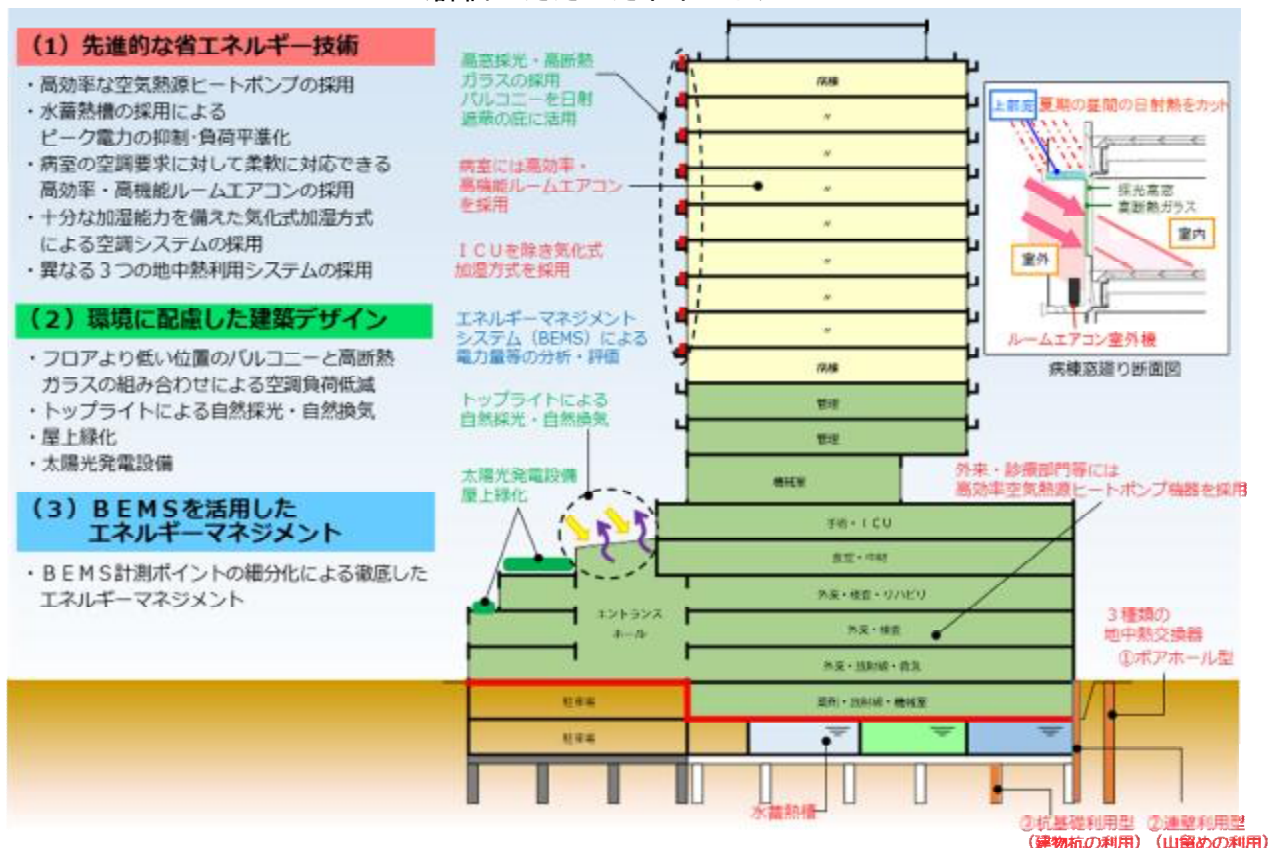 (1)先進的な省エネルギー技術
・高効率な空気熱源ヒートポンプの採用
・水蓄熱槽の採用による
ピーク電力の抑制・負荷平準化
・病室の空調要求に対して柔軟に対応できる
高効率・高機能ルームエアコンの採用
・十分な加湿能力を備えた気化式加湿方式
による空調システムの採用
・異なる3つの地中熱利用システムの採用
(2)環境に配慮した建築デザイン
・フロアより低い位置のバルコニーと高断熱
ガラスの組み合わせによる空調負荷低減
・トップライトによる自然採光・自然換気
・屋上緑化
・太陽光発電設備
(3)BEMSを活用した
エネルギーマネジメント
・BEMS計測ポイントの細分化による徹底した
エネルギーマネジメント
高窓採光・高断熱
ガラスの採用
バルコニーを日射
遮蔽の庇に活用
病室には高効率・
高機能ルームエアコン
を採用
ICUを除き気化式
加湿方式を採用
エネルギーマネジメント
システム(BEMS)による
電力量等の分析・評価
トップライトによる
自然採光・自然換気
太陽光発電設備
屋上緑化
病棟
〃
〃
〃
〃
〃
〃
〃
病棟
管理
管理
機械室
手術・ICU
外来・検査・リハビリ
外来・検査
外来・放射線・救急
薬剤・放射線・機械室
エントランス
ホール
駐車場
駐車場
上部庇
夏期の昼間の日射熱をカット
採光高窓
高断熱ガラス
室内
室外
ルームエアコン室外機
病棟窓廻り断面図
外来・診療部門等には
高効率空気熱源ヒートポンプ機器を採用
3種類の
地中熱交換器
①ボアホール型
水蓄熱槽
③杭基礎利用型
(建物杭の利用)
②連壁利用型
(山留めの利用)